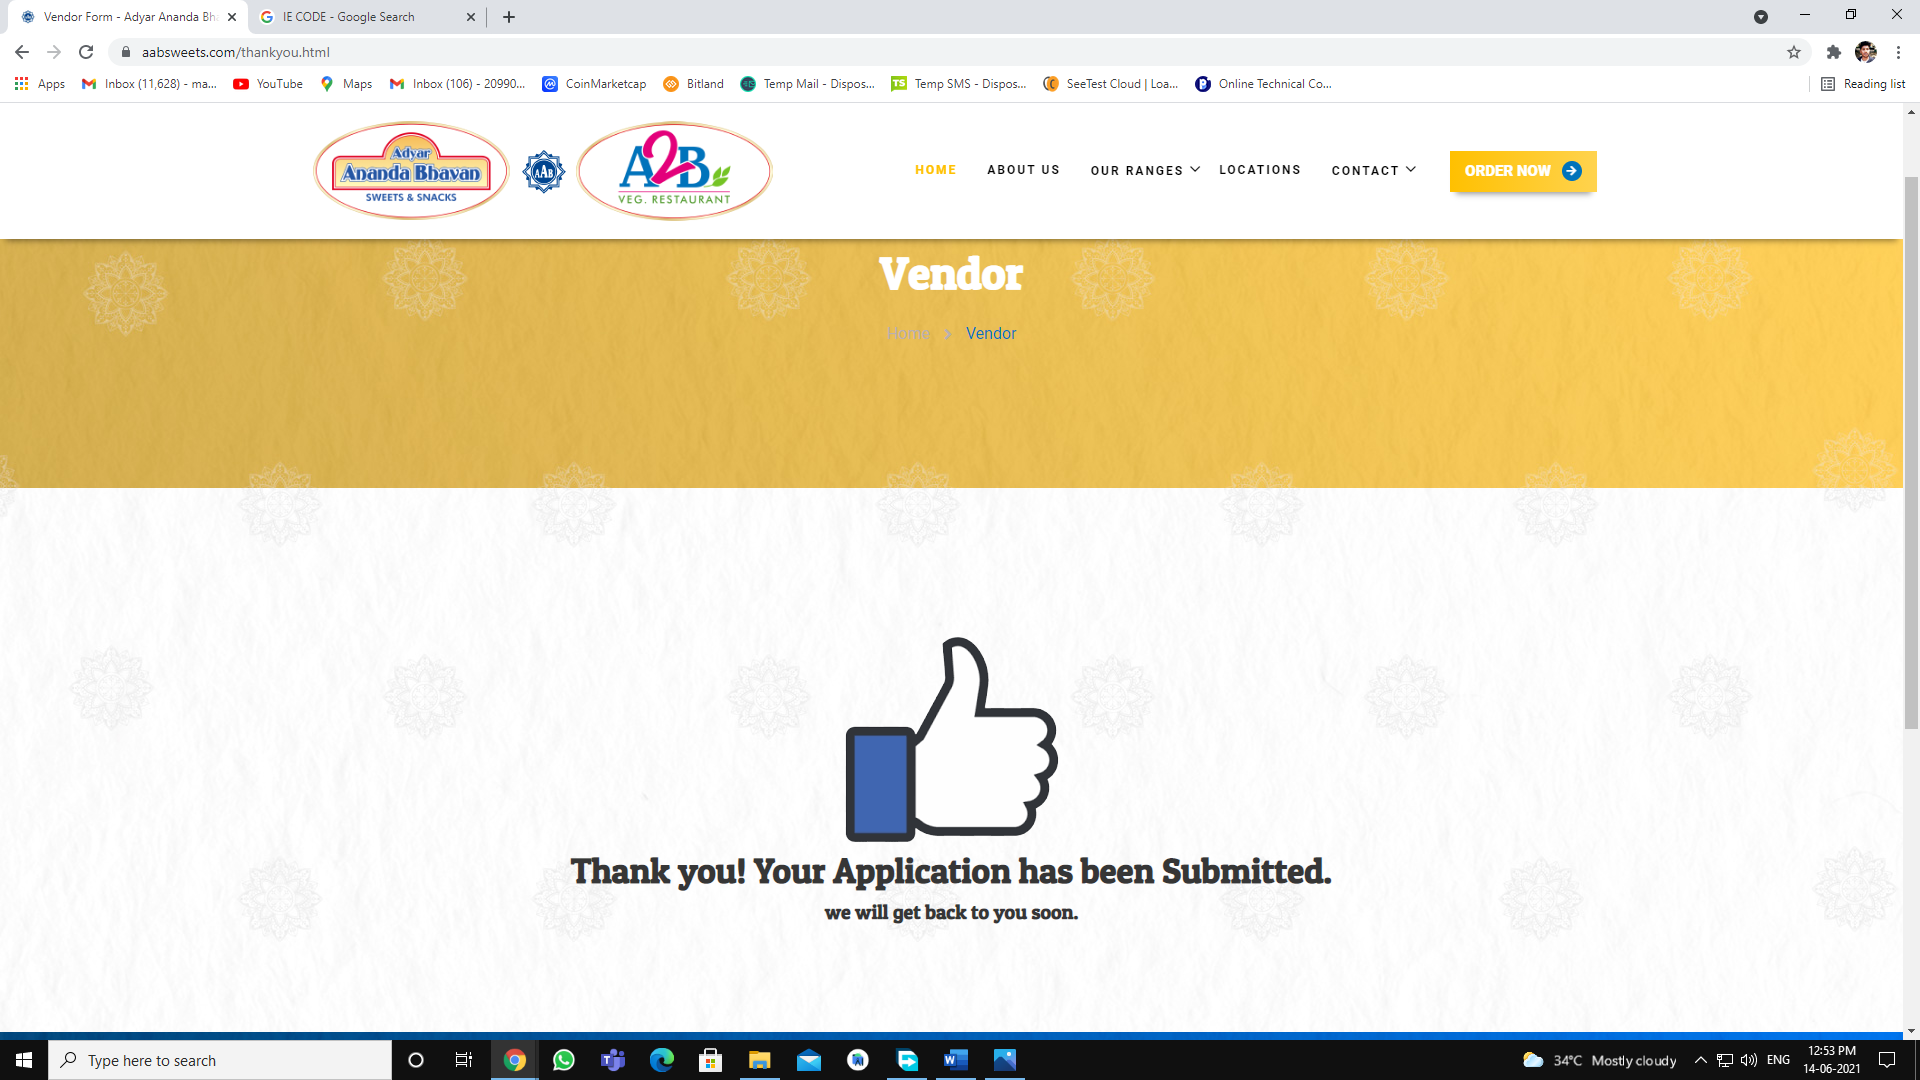 Vendor Form - Adyar Ananda Bh
IE CODE - Google Search
aabsweets.com/thankyou.html
Apps
Inbox (11,628) - ma...
YouTube
Maps
Inbox (106) - 20990...
CoinMarketcap
Bitland
Temp Mail - Dispos...
TS
Temp SMS - Dispos...
SeeTest Cloud | Loa...
Online Technical Co...
Reading list
Adyar
Ananda Bhavan
SWEETS & SNACKS
AAB
A2B
VEG. RESTAURANT
HOME
ABOUT US
OUR RANGES
LOCATIONS
CONTACT
ORDER NOW
Vendor
Home
Vendor
Thank you! Your Application has been Submitted.
we will get back to you soon.
Type here to search
34°C Mostly cloudy
ENG
12:53 PM
14-06-2021